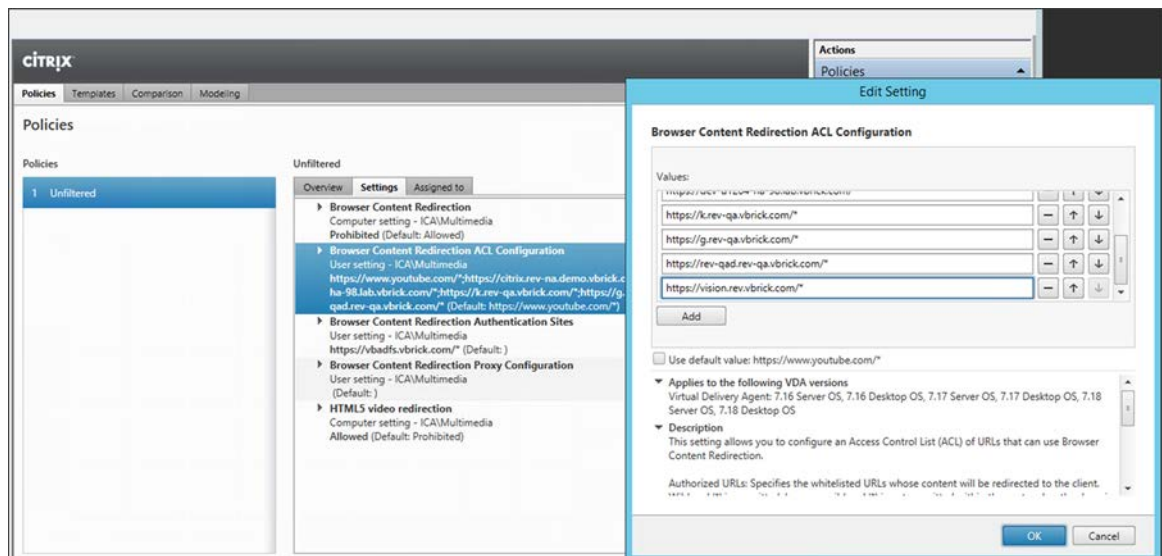 CİTRIX
Actions
Policies
Policies Templates Comparison Modeling
Policies
Policies
1 Unfiltered
Unfiltered
Overview Settings Assigned to
Browser Content Redirection
Computer setting - ICA\Multimedia
Prohibited (Default: Allowed)
Browser Content Redirection ACL Configuration
User setting - ICA\Multimedia
https://www.youtube.com/*;https://citrix.rev-na.demo.vbrick.c
ha-98.lab.vbrick.com/*;https://k.rev-qa.vbrick.com/*;https://g.
qad.rev-qa.vbrick.com/* (Default: https://www.youtube.com/*)
Browser Content Redirection Authentication Sites
User setting - ICA\Multimedia
https://vbadfs.vbrick.com/* (Default: )
Browser Content Redirection Proxy Configuration
User setting - ICA\Multimedia
(Default: )
HTML5 video redirection
Computer setting - ICA\Multimedia
Allowed (Default: Prohibited)
Edit Setting
Browser Content Redirection ACL Configuration
Values:
https://k.rev-qa.vbrick.com/*
https://g.rev-qa.vbrick.com/*
https://rev-qad.rev-qa.vbrick.com/*
https://vision.rev.vbrick.com/*
Add
Use default value: https://www.youtube.com/*
Applies to the following VDA versions
Virtual Delivery Agent: 7.16 Server OS, 7.16 Desktop OS, 7.17 Server OS, 7.17 Desktop OS, 7.18
Server OS, 7.18 Desktop OS
Description
This setting allows you to configure an Access Control List (ACL) of URLs that can use Browser
Content Redirection.
Authorized URLs: Specifies the whitelisted URLs whose content will be redirected to the client.
OK Cancel